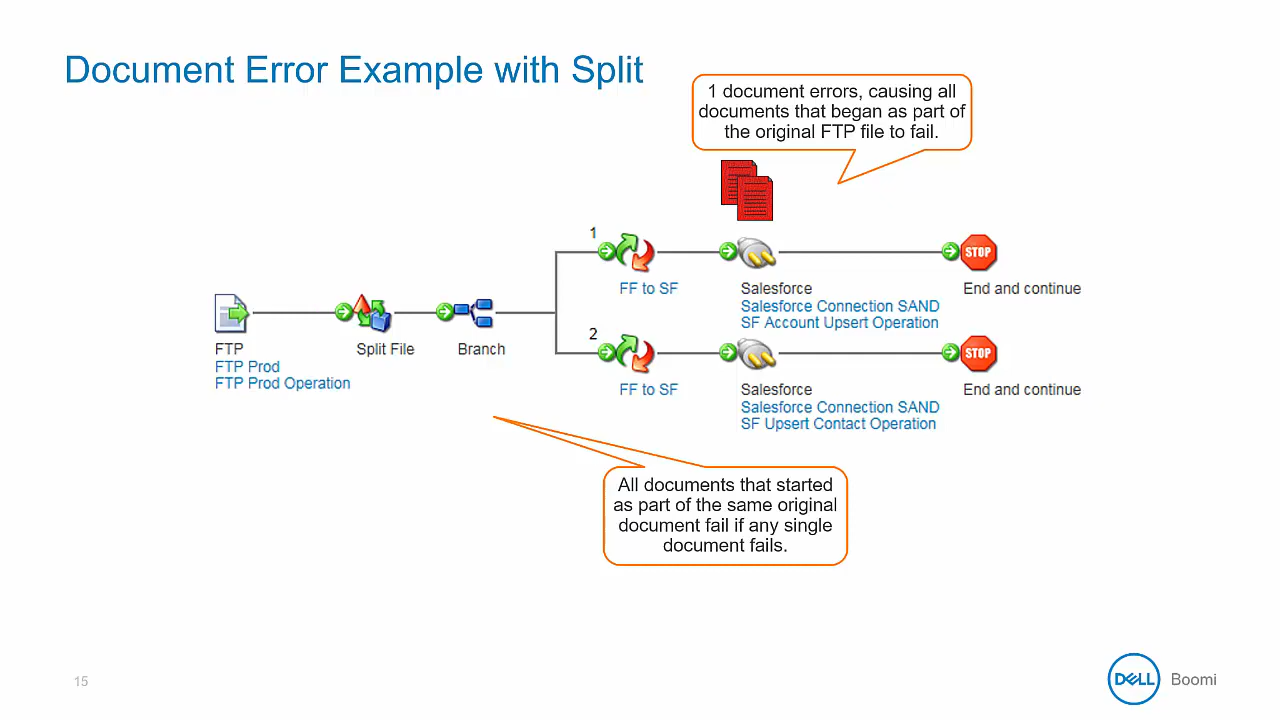 Document Error Example with Split
1 document errors, causing all
documents that began as part of
the original FTP file to fail.
1
FF to SF
Salesforce
Salesforce Connection SAND
SF Account Upsert Operation
STOP
End and continue
FTP
FTP Prod
FTP Prod Operation
Split File
Branch
2
FF to SF
Salesforce
Salesforce Connection SAND
SF Upsert Contact Operation
STOP
End and continue
All documents that started
as part of the same original
document fail if any single
document fails.
15
DELL
Boomi